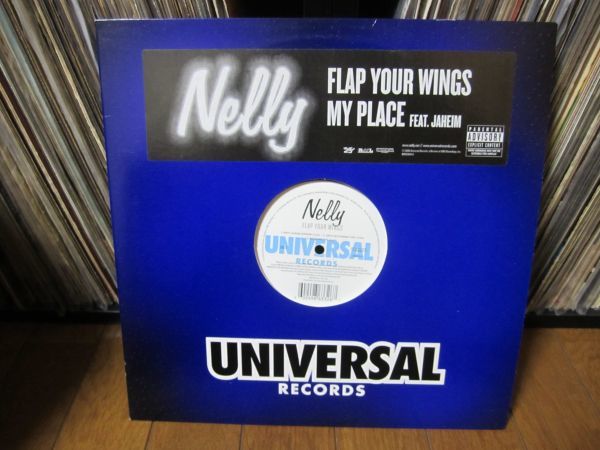 Nelly
FLAP YOUR WINGS
MY PLACE FEAT. JAHEIM
PARENTAL
ADVISORY
EXPLICIT CONTENT
Nelly
FLAP YOUR WINGS
UNIVERSAL
RECORDS
UNIVERSAL
RECORDS